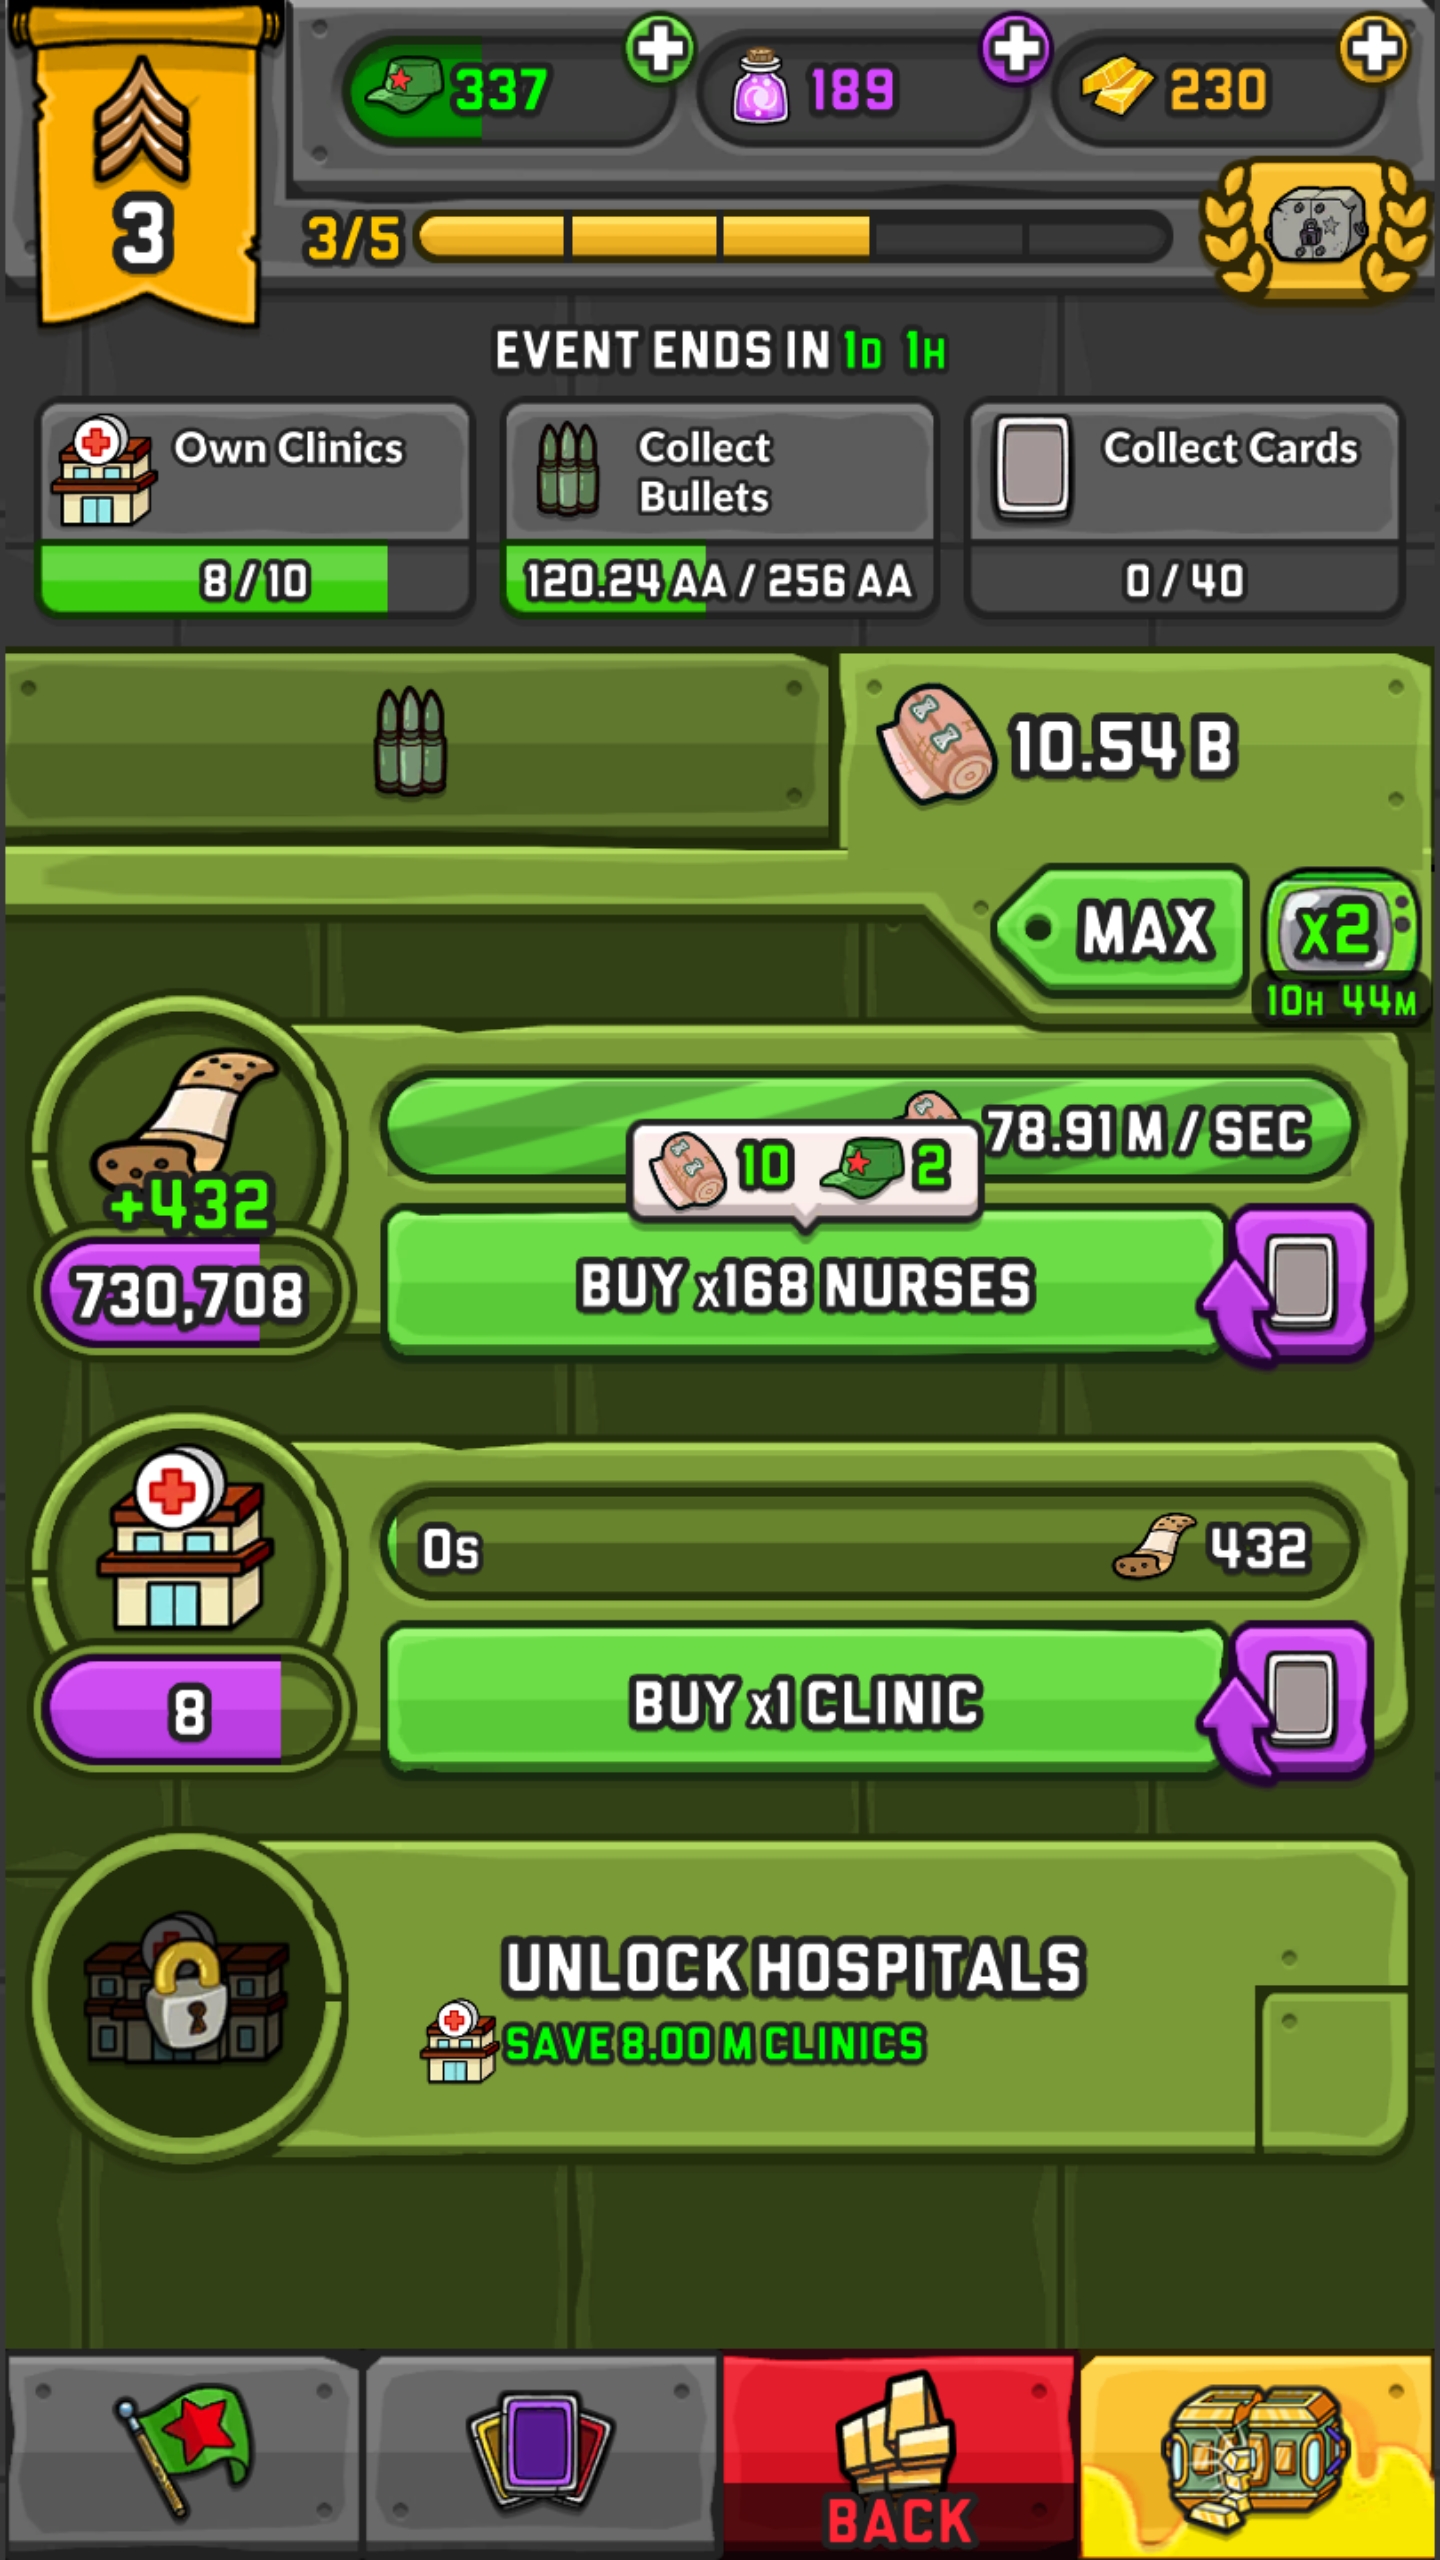 337
189
230
3
3/5
EVENT ENDS IN 1D 1H
Own Clinics
8 / 10
Collect
Bullets
120.24 AA / 256 AA
Collect Cards
0 / 40
10.54 B
MAX
x2
10H 44M
78.91 M / SEC
10
2
+432
730,708
BUY x168 NURSES
0s
432
8
BUY x1 CLINIC
UNLOCK HOSPITALS
SAVE 8.00 M CLINICS
BACK